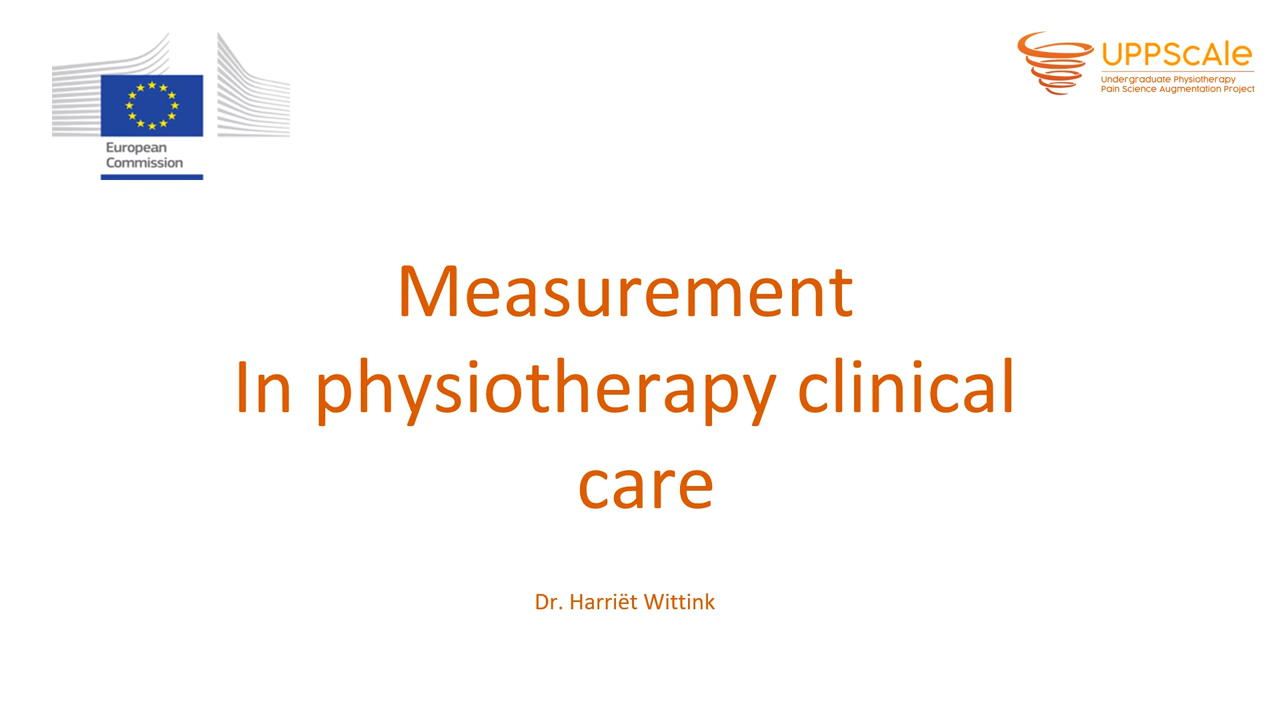 European
Commission
UPPScale
Undergraduate Physiotherapy
Pain Science Augmentation Project
Measurement
In physiotherapy clinical
care
Dr. Harriët Wittink